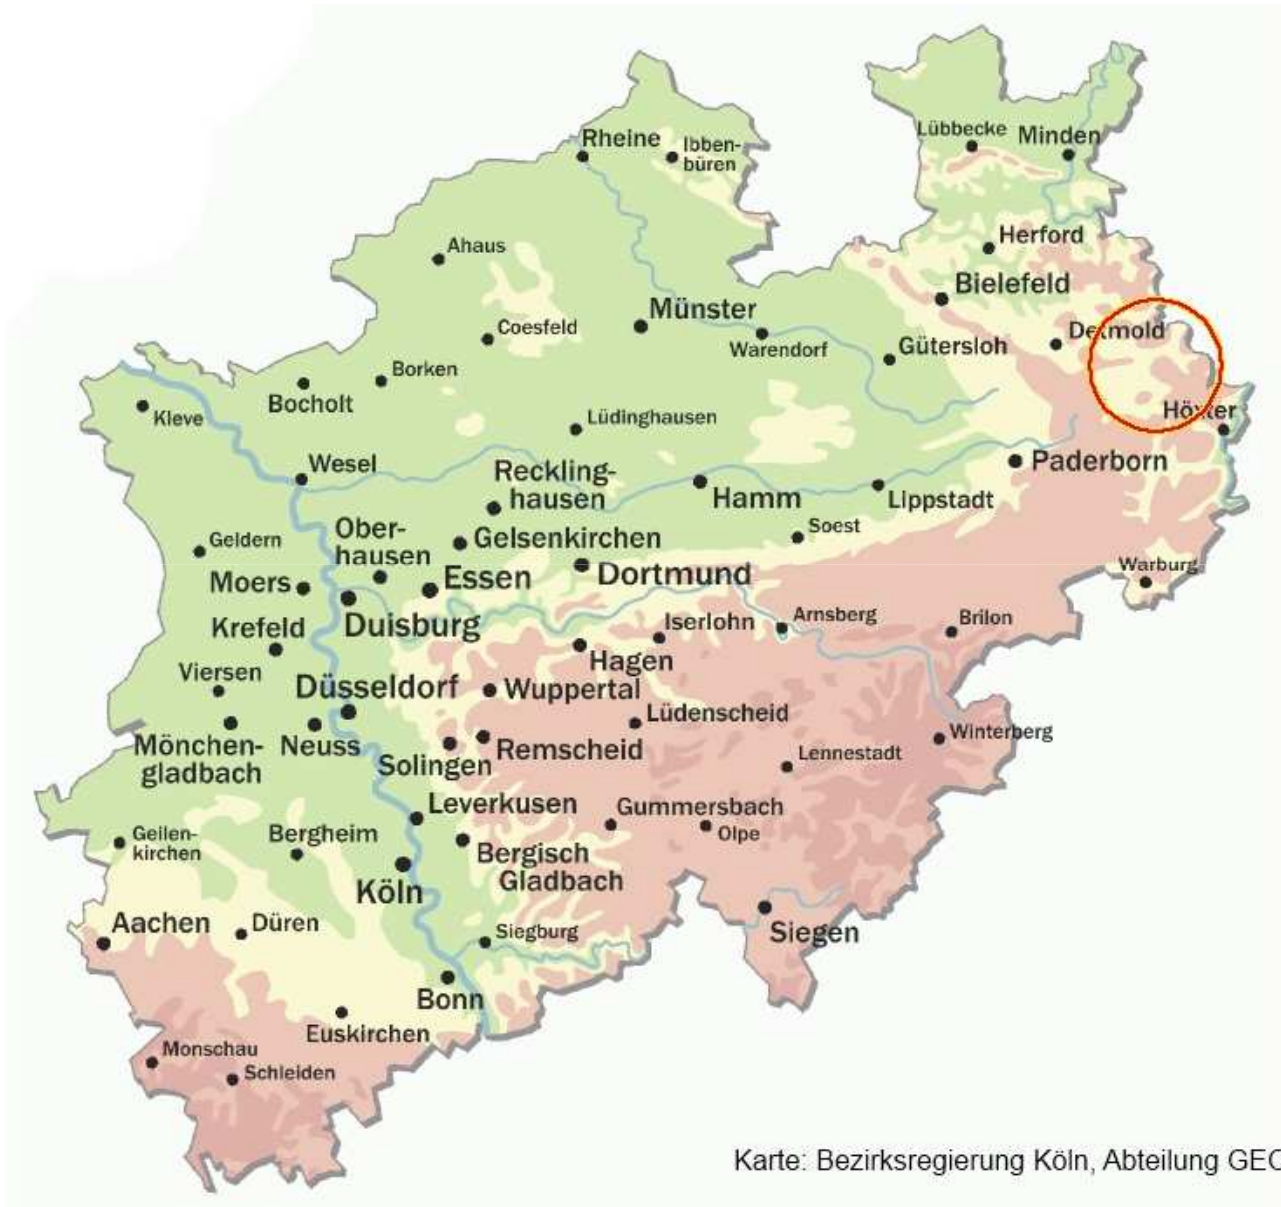 Lübbecke
Minden
Rheine
Ibben-
büren
Herford
Ahaus
Bielefeld
Münster
Coesfeld
Detmold
Warendorf
Gütersloh
Borken
Bocholt
Kleve
Lüdinghausen
Höxter
Wesel
Reckling-
hausen
Paderborn
Hamm
Lippstadt
Soest
Ober-
hausen
Geldern
Gelsenkirchen
Moers
Essen
Dortmund
Warburg
Krefeld
Duisburg
Iserlohn
Arnsberg
Brilon
Hagen
Viersen
Düsseldorf
Wuppertal
Lüdenscheid
Mönchen-
gladbach
Neuss
Remscheid
Winterberg
Solingen
Lennestadt
Leverkusen
Gummersbach
Geilen-
kirchen
Bergheim
Olpe
Bergisch
Gladbach
Köln
Aachen
Düren
Siegburg
Siegen
Bonn
Euskirchen
Monschau
Schleiden
Karte: Bezirksregierung Köln, Abteilung GEO